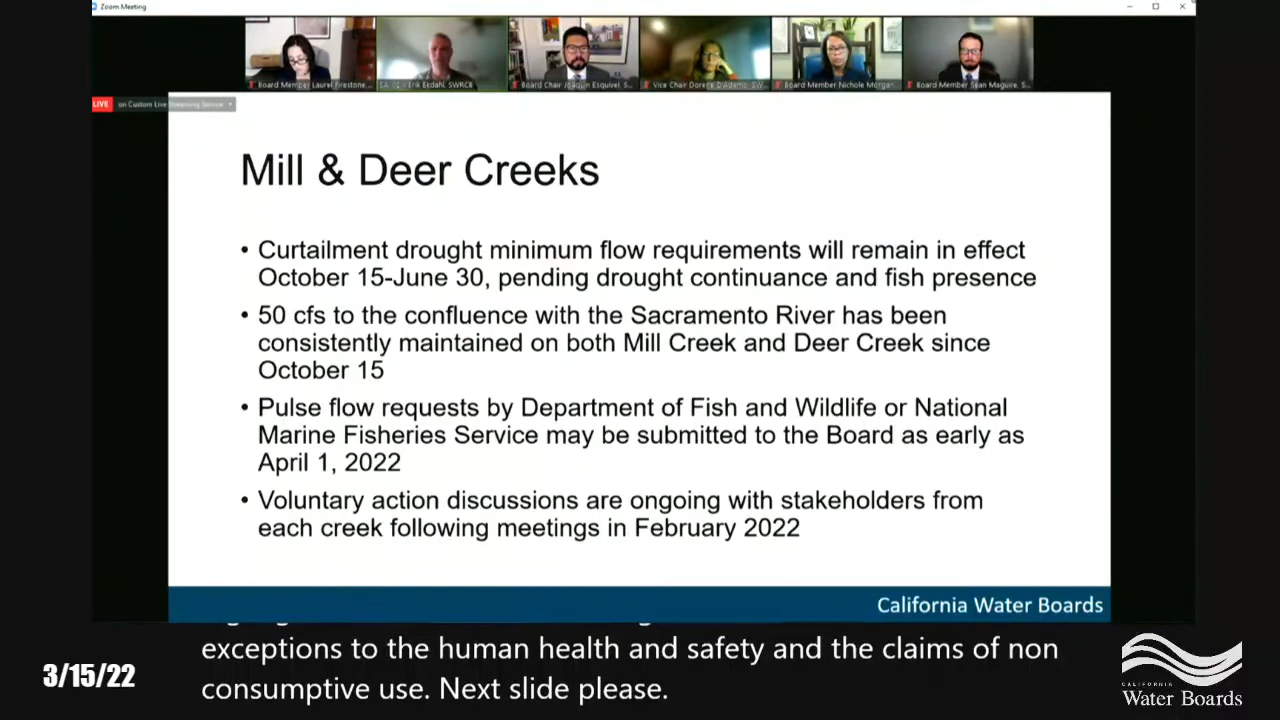 Zoom Meeting
Board Member Laurel Firestone...
Erik Ekdahl, SWRCB
Board Chair Joaquin Esquivel, S...
Vice Chair Dorene D'Adamo, SW...
Board Member Nichole Morgan...
Board Member Sean Maguire, S...
LIVE on Custom Live Streaming Service
Mill & Deer Creeks
• Curtailment drought minimum flow requirements will remain in effect
October 15-June 30, pending drought continuance and fish presence
• 50 cfs to the confluence with the Sacramento River has been
consistently maintained on both Mill Creek and Deer Creek since
October 15
• Pulse flow requests by Department of Fish and Wildlife or National
Marine Fisheries Service may be submitted to the Board as early as
April 1, 2022
• Voluntary action discussions are ongoing with stakeholders from
each creek following meetings in February 2022
California Water Boards
exceptions to the human health and safety and the claims of non
consumptive use. Next slide please.
3/15/22
CALIFORNIA
Water Boards